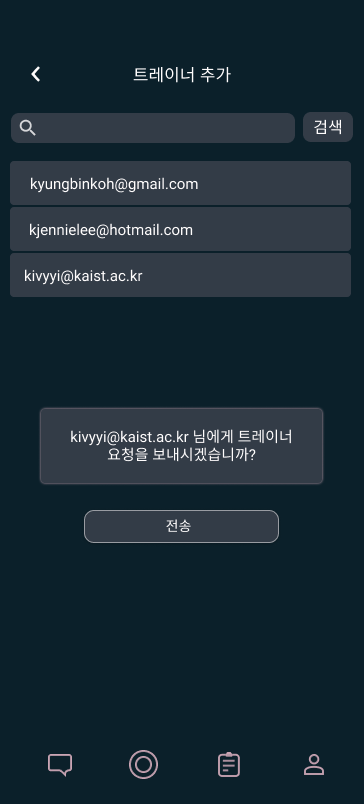 트레이너 추가
검색
kyungbinkoh@gmail.com
kjennielee@hotmail.com
kivyyi@kaist.ac.kr
kivyyi@kaist.ac.kr 님에게 트레이너
요청을 보내시겠습니까?
전송